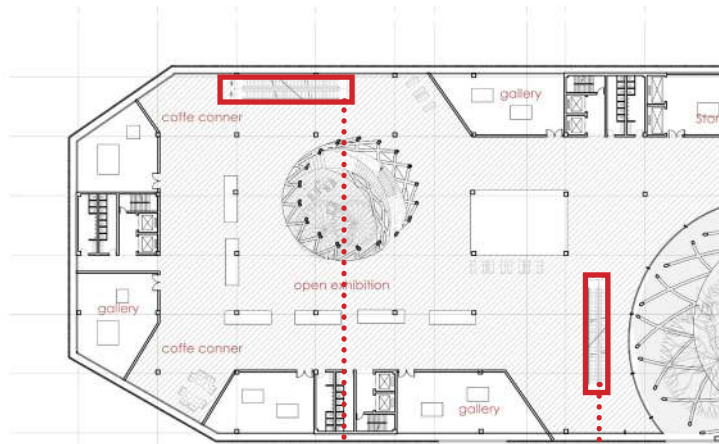 gallery
Stor
coffe conner
open exhibition
gallery
coffe conner
gallery